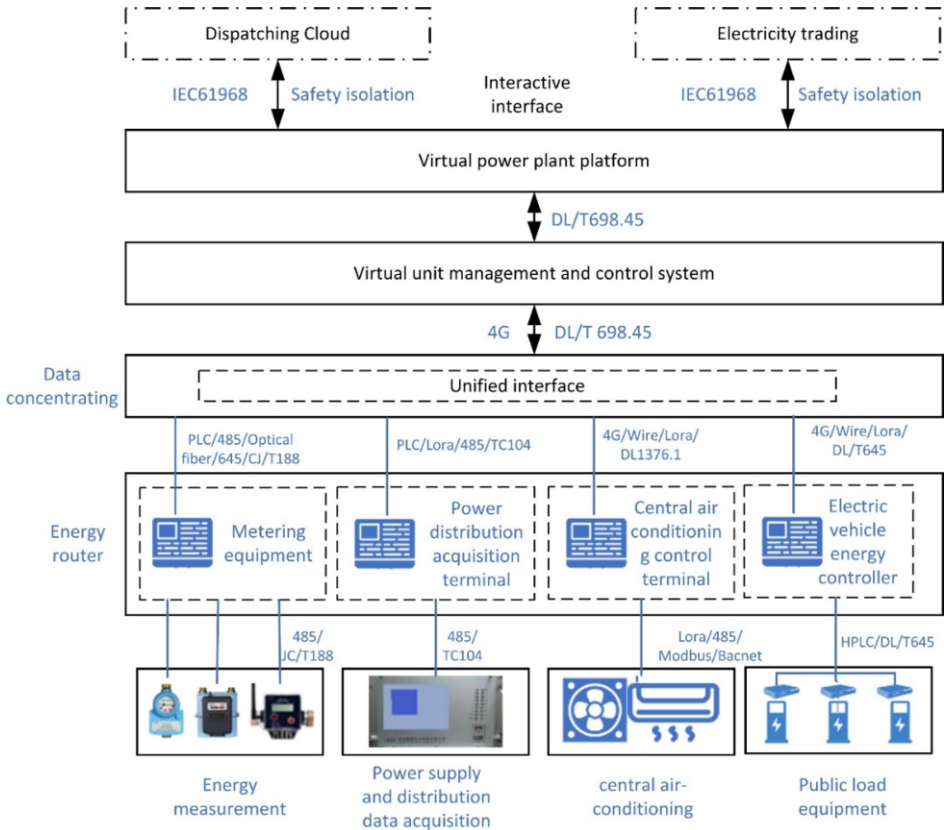 Dispatching Cloud
Electricity trading
IEC61968
Safety isolation
Interactive
interface
IEC61968
Safety isolation
Virtual power plant platform
DL/T698.45
Virtual unit management and control system
4G
DL/T 698.45
Data
concentrating
Unified interface
PLC/485/Optical
fiber/645/CJ/T188
PLC/Lora/485/TC104
4G/Wire/Lora/
DL1376.1
4G/Wire/Lora/
DL/T645
Energy
router
Metering
equipment
Power
distribution
acquisition
terminal
Central air
conditionin
g control
terminal
Electric
vehicle
energy
controller
485/
JC/T188
485/
TC104
Lora/485/
Modbus/Bacnet
HPLC/DL/T645
Energy
measurement
Power supply
and distribution
data acquisition
central air-
conditioning
Public load
equipment